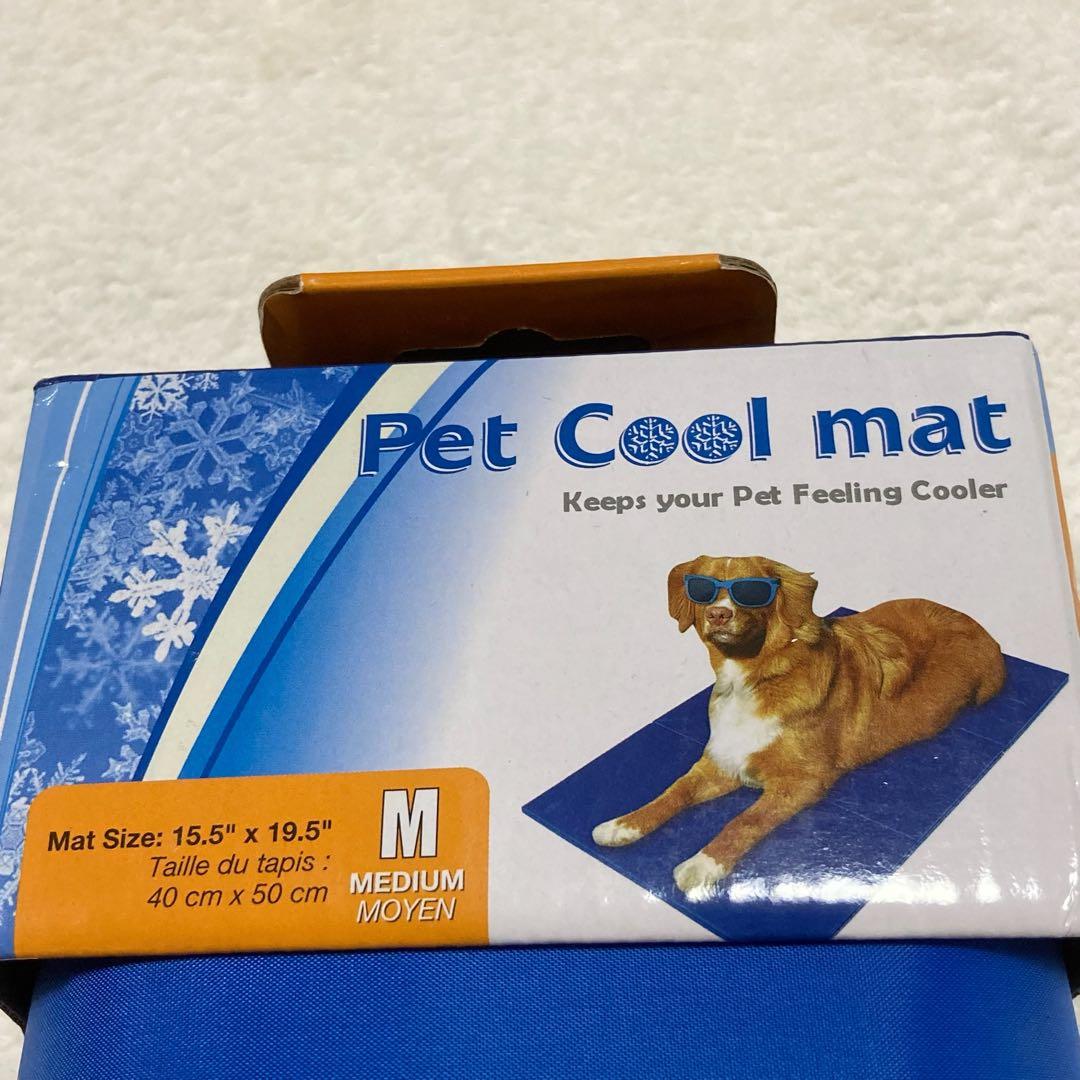 Pet Cool mat
Keeps your Pet Feeling Cooler
Mat Size: 15.5" x 19.5"
Taille du tapis :
40 cm x 50 cm
M
MEDIUM
MOYEN